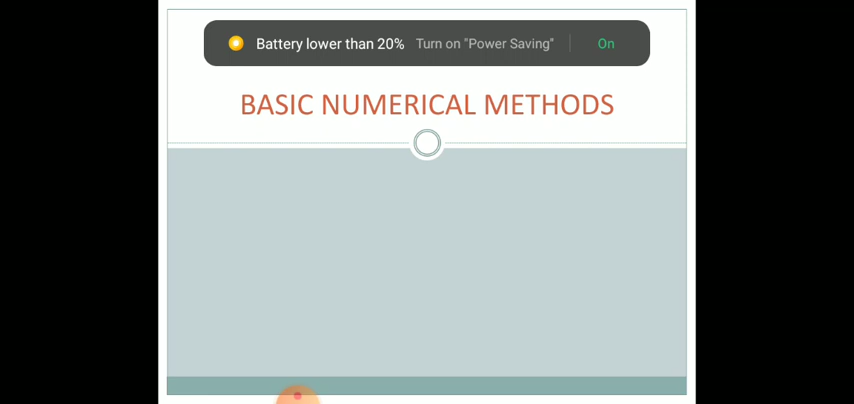 Battery lower than 20% Turn on "Power Saving" On
BASIC NUMERICAL METHODS